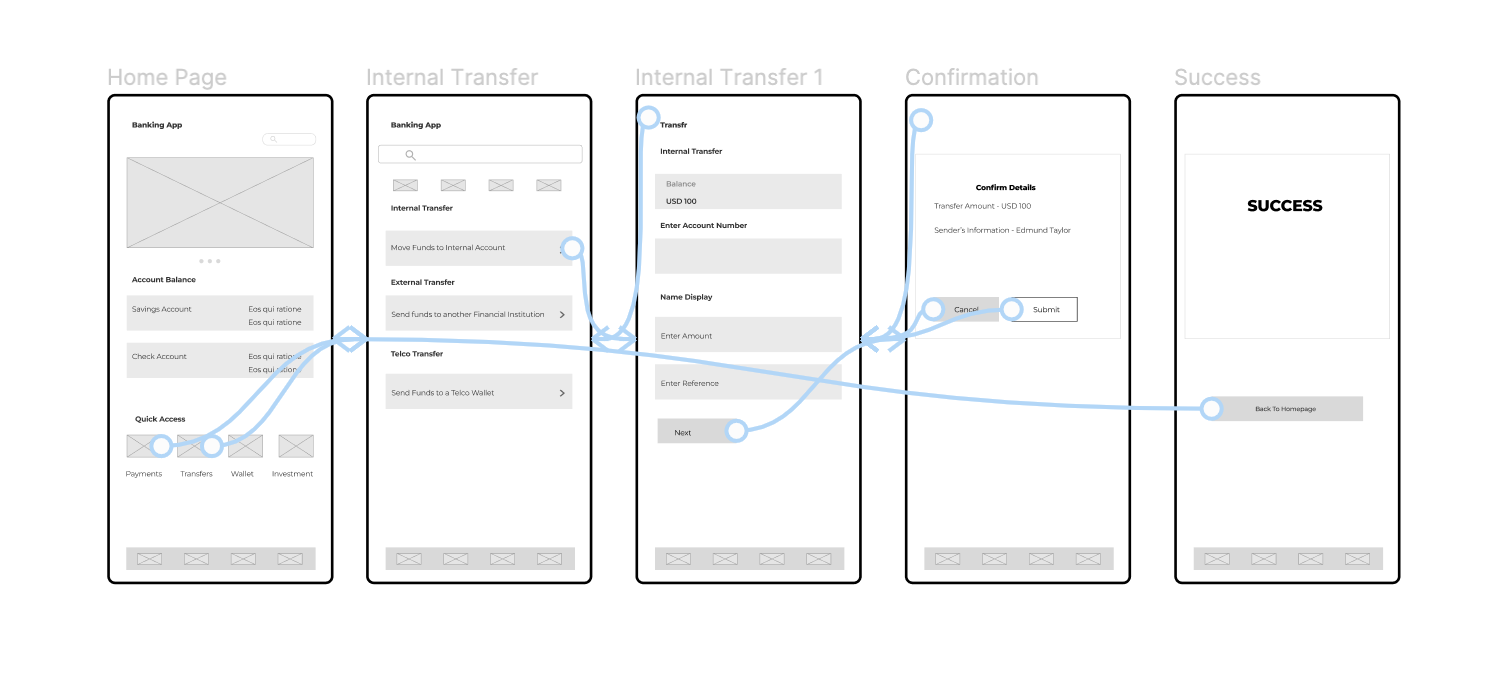 Home Page
Banking App
Account Balance
Savings Account
Eos qui ratione
Eos qui ratione
Check Account
Eos qui ratione
Eos qui ratione
Quick Access
Payments
Transfers
Wallet
Investment
Internal Transfer
Banking App
Internal Transfer
Move Funds to Internal Account
External Transfer
Send funds to another Financial Institution
Telco Transfer
Send Funds to a Telco Wallet
Internal Transfer 1
Transfr
Internal Transfer
Balance
USD 100
Enter Account Number
Name Display
Enter Amount
Enter Reference
Next
Confirmation
Confirm Details
Transfer Amount - USD 100
Sender's Information - Edmund Taylor
Cancel
Submit
Success
SUCCESS
Back To Homepage